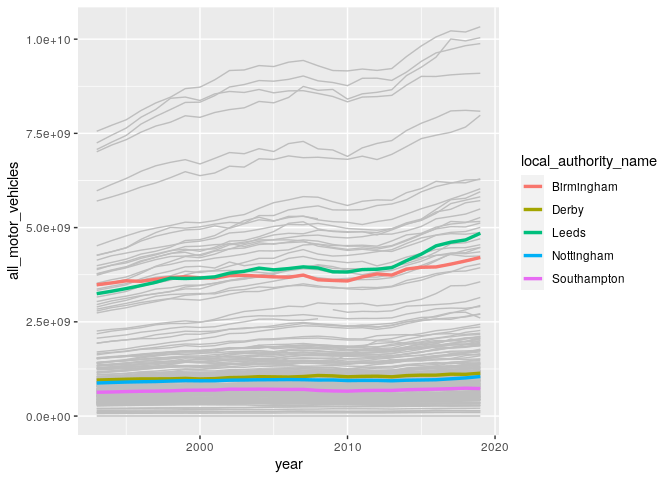 1.0e+10
7.5e+09
5.0e+09
2.5e+09
0.0e+00
all_motor_vehicles
2000
2010
2020
year
local_authority_name
Birmingham
Derby
Leeds
Nottingham
Southampton